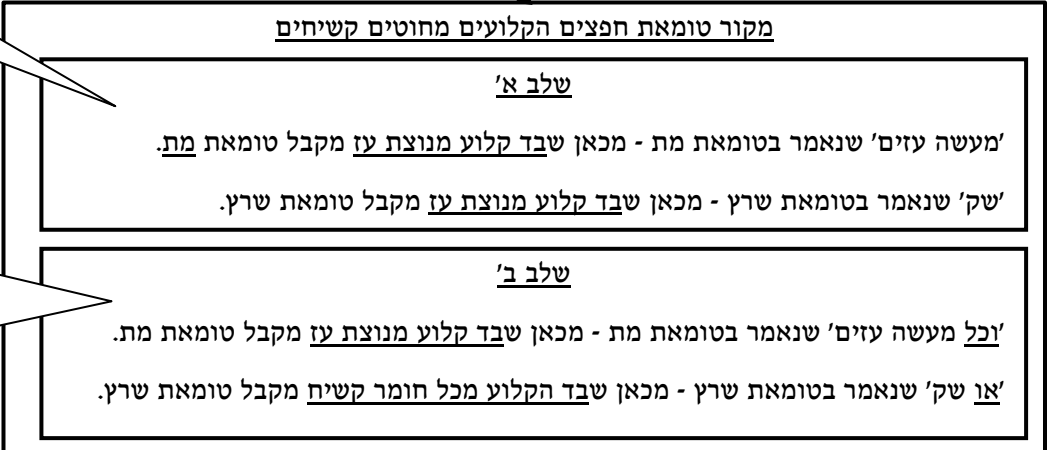 מקור טומאת חפצים הקלועים מחוטים קשיחים
שלב א'
'מעשה עזים' שנאמר בטומאת מת - מכאן שבד קלוע מנוצת עז מקבל טומאת מת.
'שק' שנאמר בטומאת שרץ - מכאן שבד קלוע מנוצת עז מקבל טומאת שרץ.
שלב ב'
'וכל מעשה עזים' שנאמר בטומאת מת - מכאן שבד קלוע מנוצת עז מקבל טומאת מת.
'או שק' שנאמר בטומאת שרץ - מכאן שבד הקלוע מכל חומר קשיח מקבל טומאת שרץ.